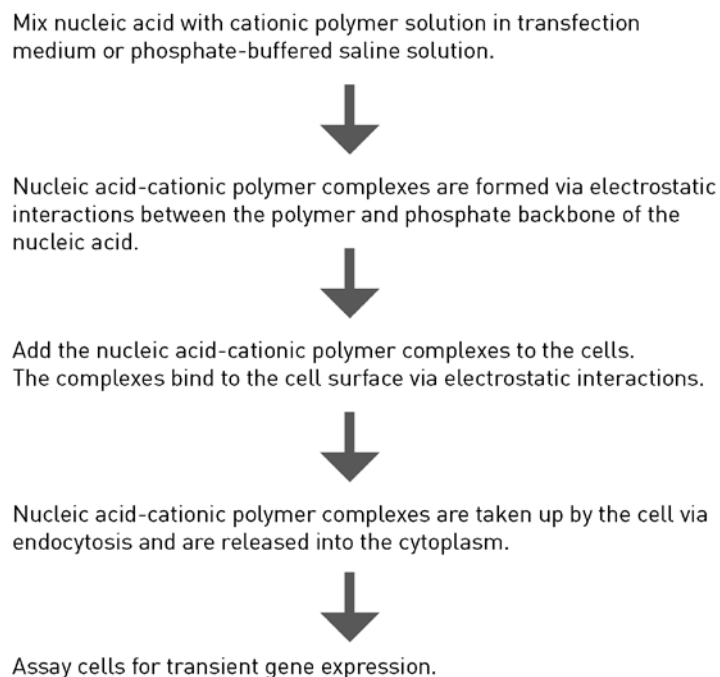 Mix nucleic acid with cationic polymer solution in transfection
medium or phosphate-buffered saline solution.
Nucleic acid-cationic polymer complexes are formed via electrostatic
interactions between the polymer and phosphate backbone of the
nucleic acid.
Add the nucleic acid-cationic polymer complexes to the cells.
The complexes bind to the cell surface via electrostatic interactions.
Nucleic acid-cationic polymer complexes are taken up by the cell via
endocytosis and are released into the cytoplasm.
Assay cells for transient gene expression.